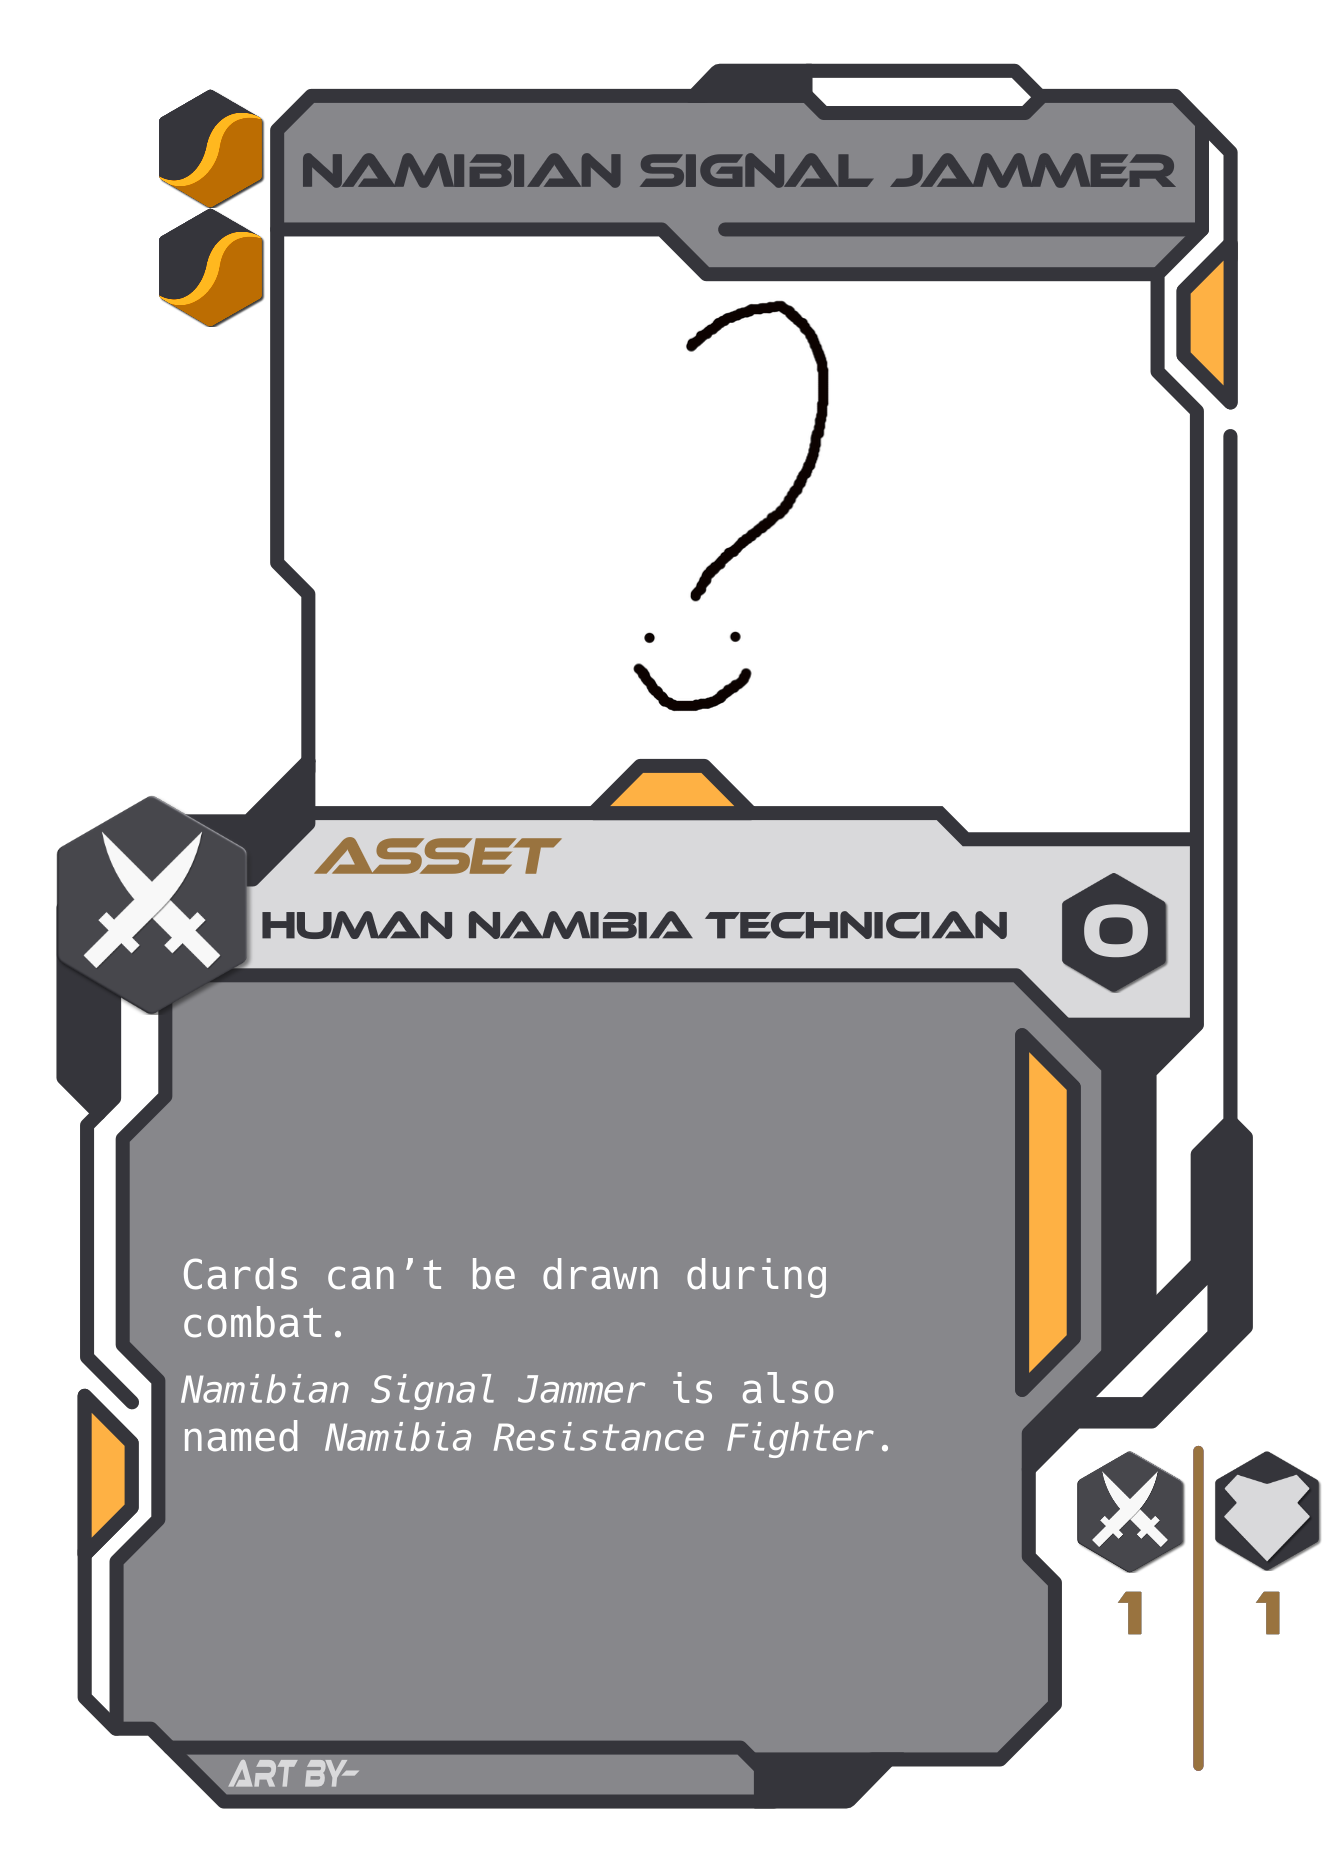 NAMIBIAN SIGNAL JAMMER
ASSET
HUMAN NAMIBIA TECHNICIAN
0
Cards can’t be drawn during
combat.
Namibian Signal Jammer is also
named Namibia Resistance Fighter.
1
1
ART BY-